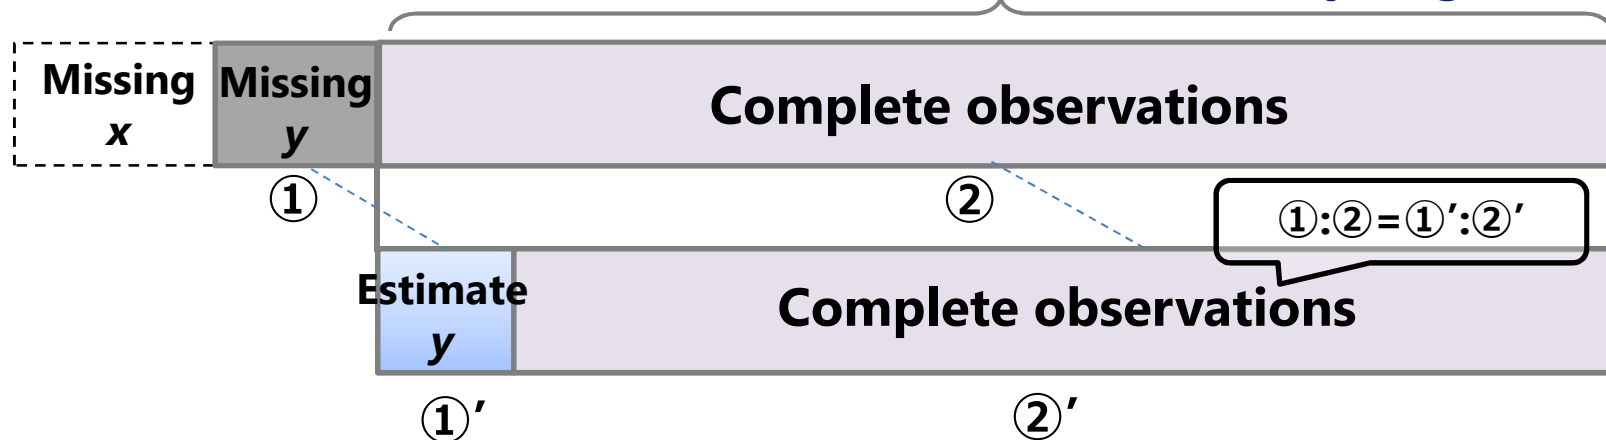 Missing
x
Missing
y
Complete observations
①
②
①:②=①′:②′
Estimate
y
Complete observations
①′
②′